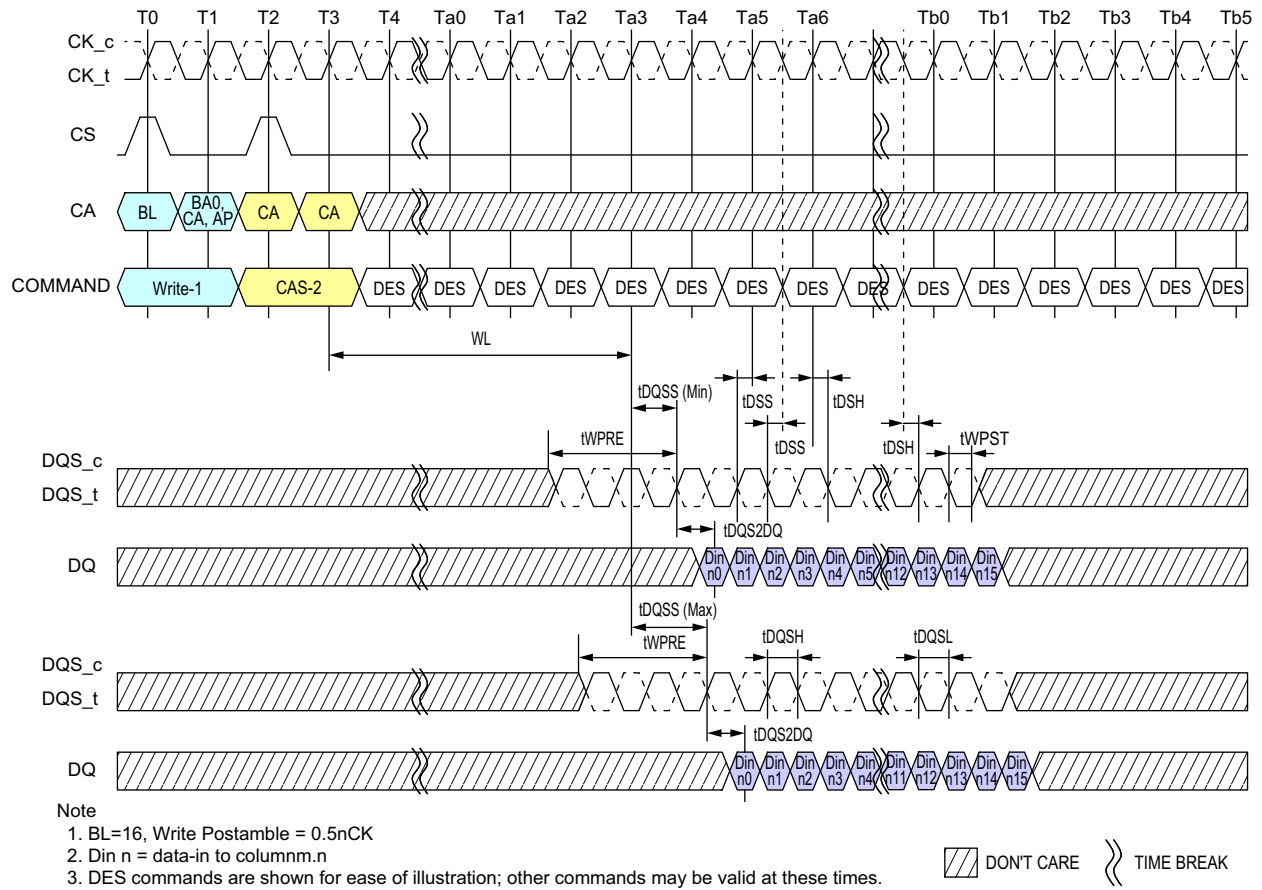 T0 T1 T2 T3 T4 Ta0 Ta1 Ta2 Ta3 Ta4 Ta5 Ta6 Tb0 Tb1 Tb2 Tb3 Tb4 Tb5
CK_c
CK_t
CS
CA BL BA0, CA, AP CA CA
COMMAND Write-1 CAS-2 DES DES DES DES DES DES DES DES DES DES DES DES DES DES DES
WL
tDQSS (Min)
tDSS tDSH
tWPRE tDSS tDSH tWPST
DQS_c
DQS_t
tDQS2DQ
DQ Din n0 Din n1 Din n2 Din n3 Din n4 Din n5 Din n12 Din n13 Din n14 Din n15
tDQSS (Max)
tWPRE tDQSH tDQSL
DQS_c
DQS_t
tDQS2DQ
DQ Din n0 Din n1 Din n2 Din n3 Din n4 Din n11 Din n12 Din n13 Din n14 Din n15
Note
1. BL=16, Write Postamble = 0.5nCK
2. Din n = data-in to columnm.n
3. DES commands are shown for ease of illustration; other commands may be valid at these times.
DON'T CARE TIME BREAK